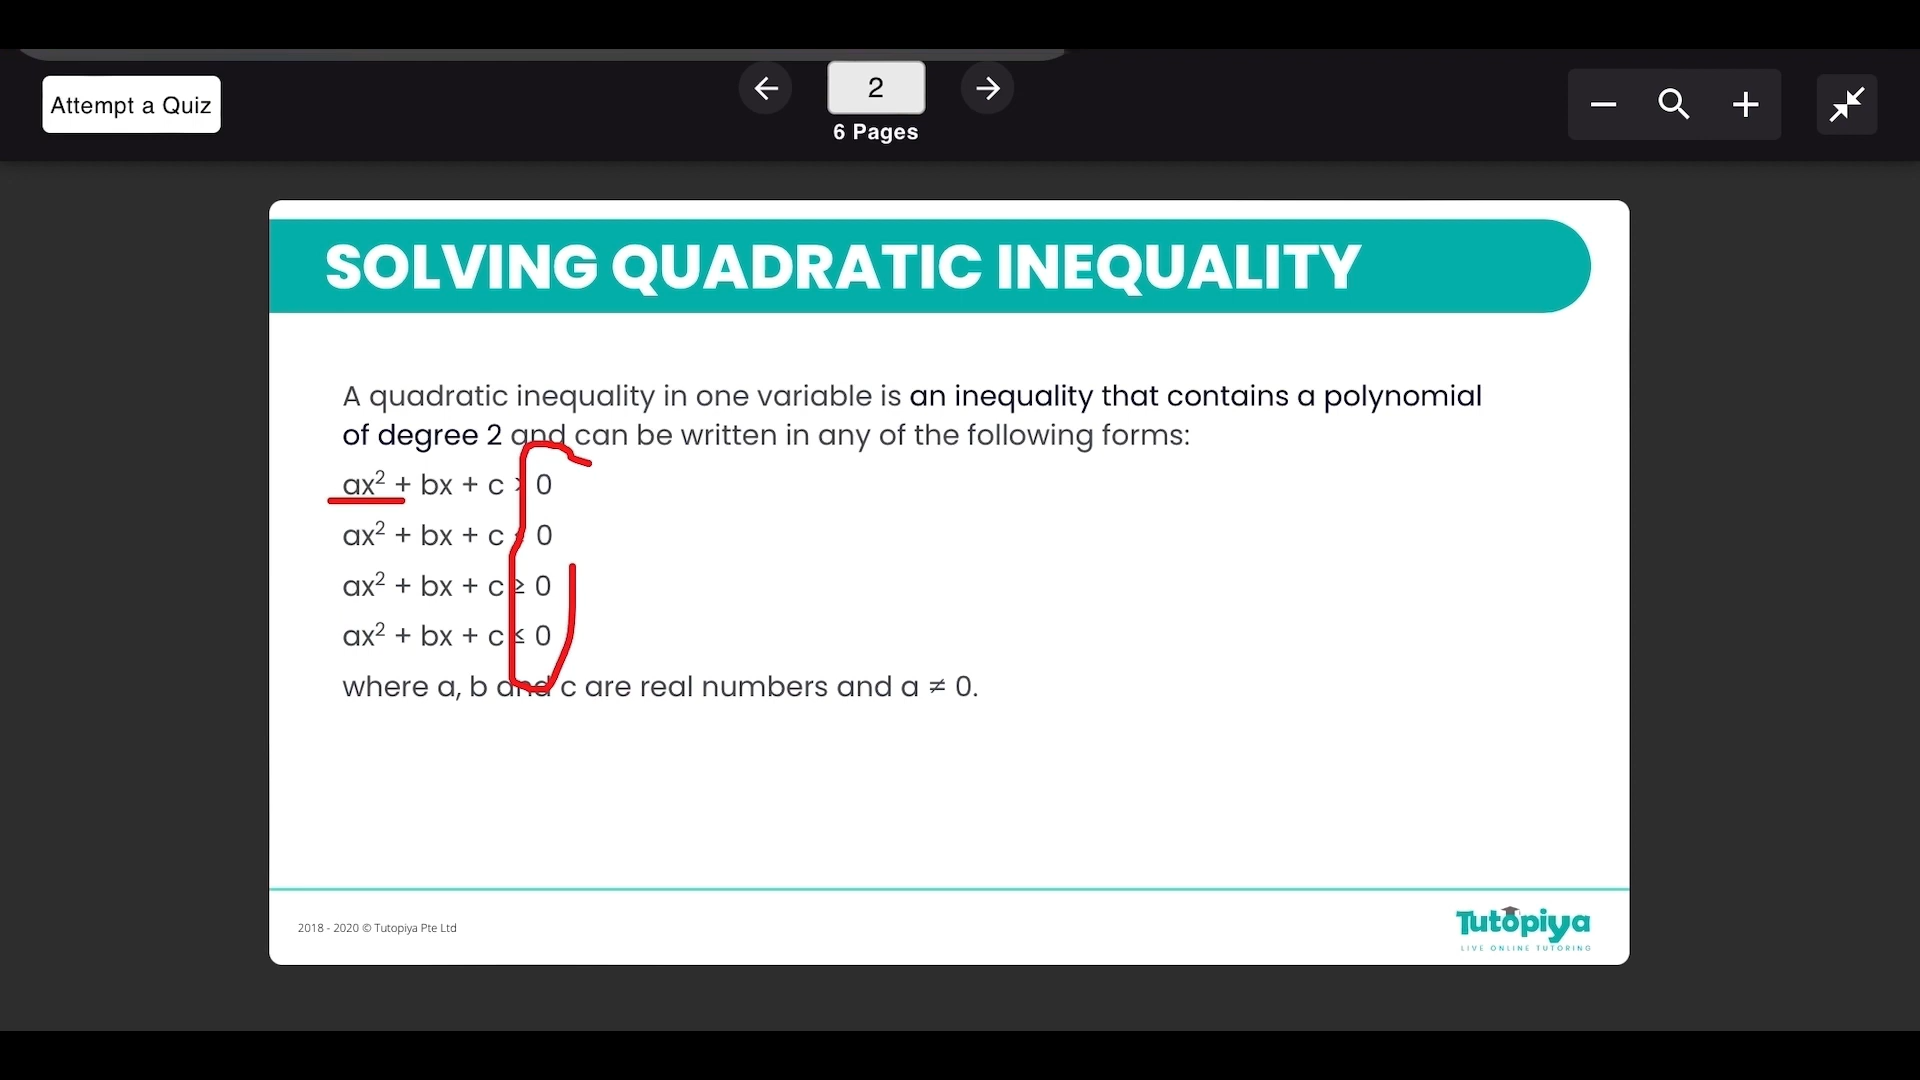 Attempt a Quiz
2
6 Pages
SOLVING QUADRATIC INEQUALITY
A quadratic inequality in one variable is an inequality that contains a polynomial
of degree 2 and can be written in any of the following forms:
ax² + bx + c > 0
ax² + bx + c < 0
ax² + bx + c ≥ 0
ax² + bx + c ≤ 0
where a, b and c are real numbers and a ≠ 0.
2018 - 2020 © Tutopiya Pte Ltd
Tutopiya
LIVE ONLINE TUTORING